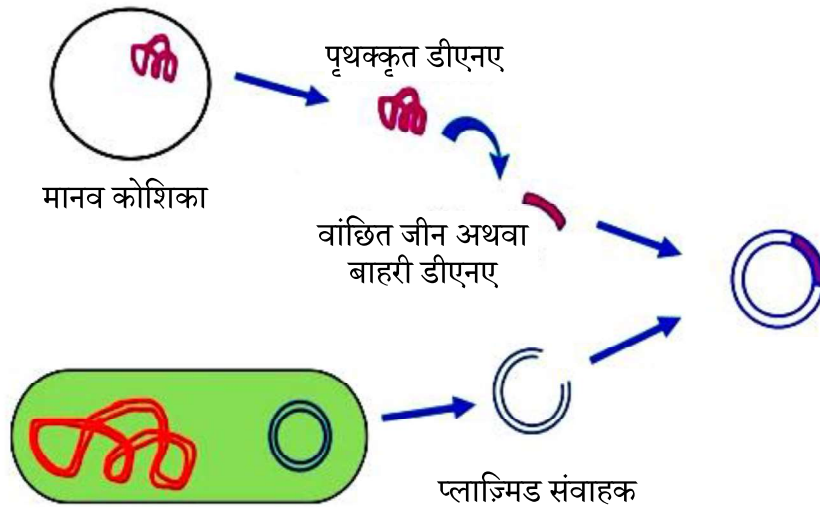 पृथक्कृत डीएनए
मानव कोशिका
वांछित जीन अथवा
बाहरी डीएनए
प्लाज़्मिड संवाहक